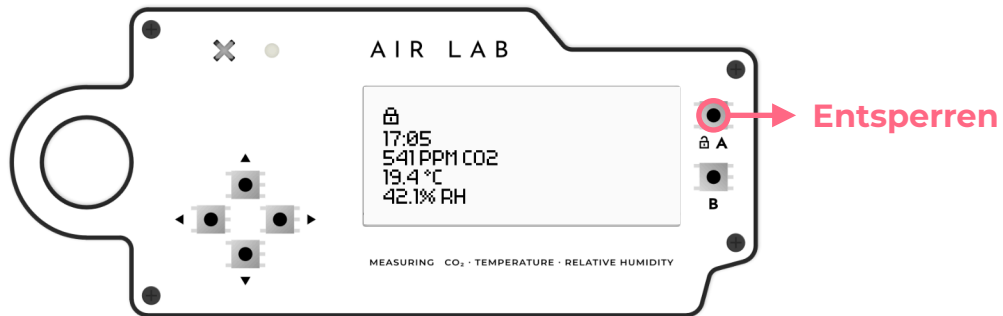 AIR LAB
17:05
541 PPM CO2
19.4 °C
42.1% RH
A
Entsperren
B
MEASURING CO₂ · TEMPERATURE · RELATIVE HUMIDITY